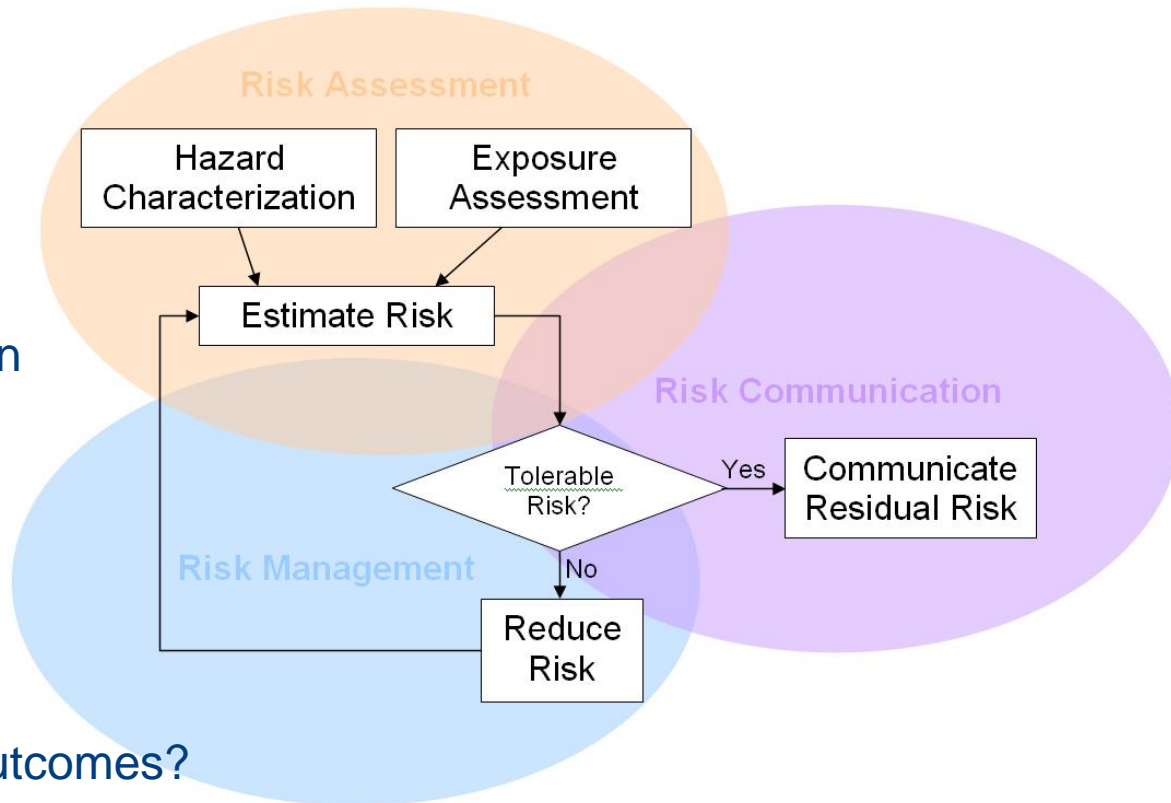 Risk Assessment
Hazard
Characterization
Exposure
Assessment
Estimate Risk
n
Risk Communication
Tolerable
Risk?
Yes
Communicate
Residual Risk
Risk Management
No
Reduce
Risk
utcomes?